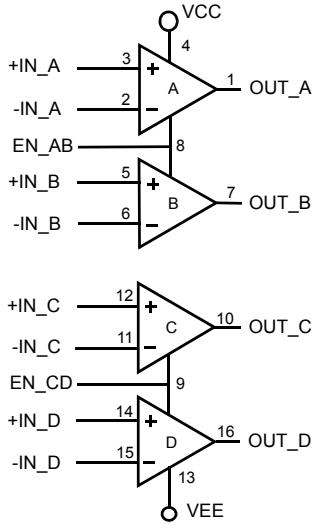 VCC
4
+IN_A 3 + A 1 OUT_A
-IN_A 2 −
EN_AB 8
+IN_B 5 + B 7 OUT_B
-IN_B 6 −
+IN_C 12 + C 10 OUT_C
-IN_C 11 −
EN_CD 9
+IN_D 14 + D 16 OUT_D
-IN_D 15 −
13
VEE